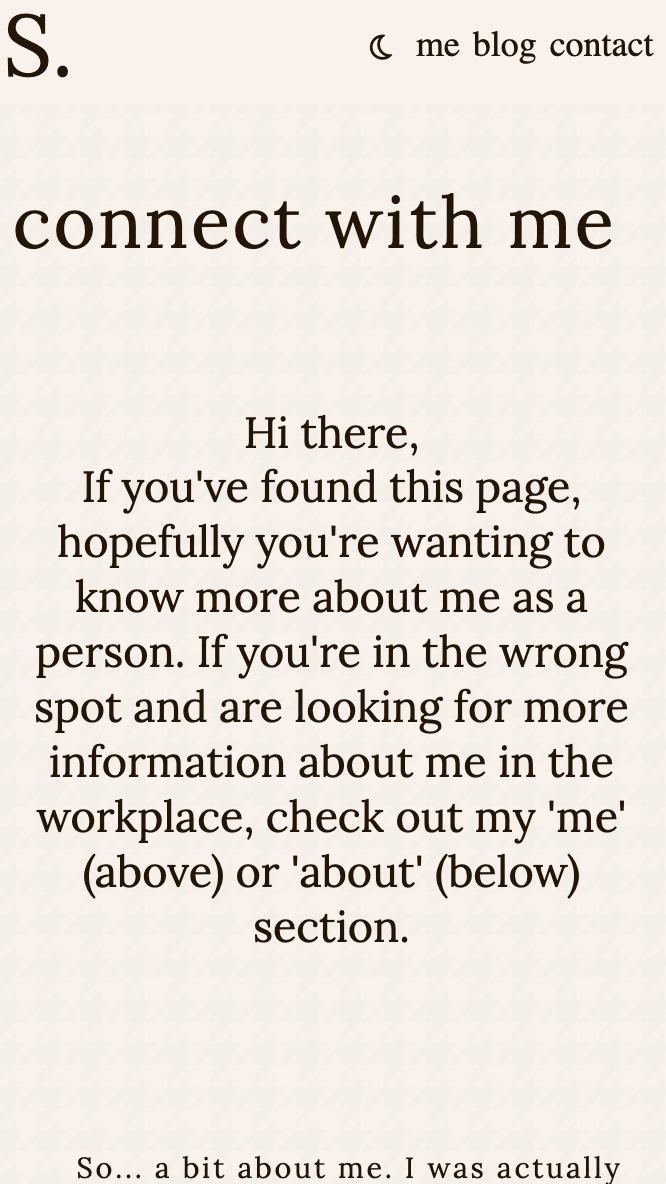 S.
me blog contact
connect with me
Hi there,
If you've found this page,
hopefully you're wanting to
know more about me as a
person. If you're in the wrong
spot and are looking for more
information about me in the
workplace, check out my 'me'
(above) or 'about' (below)
section.
So... a bit about me. I was actually